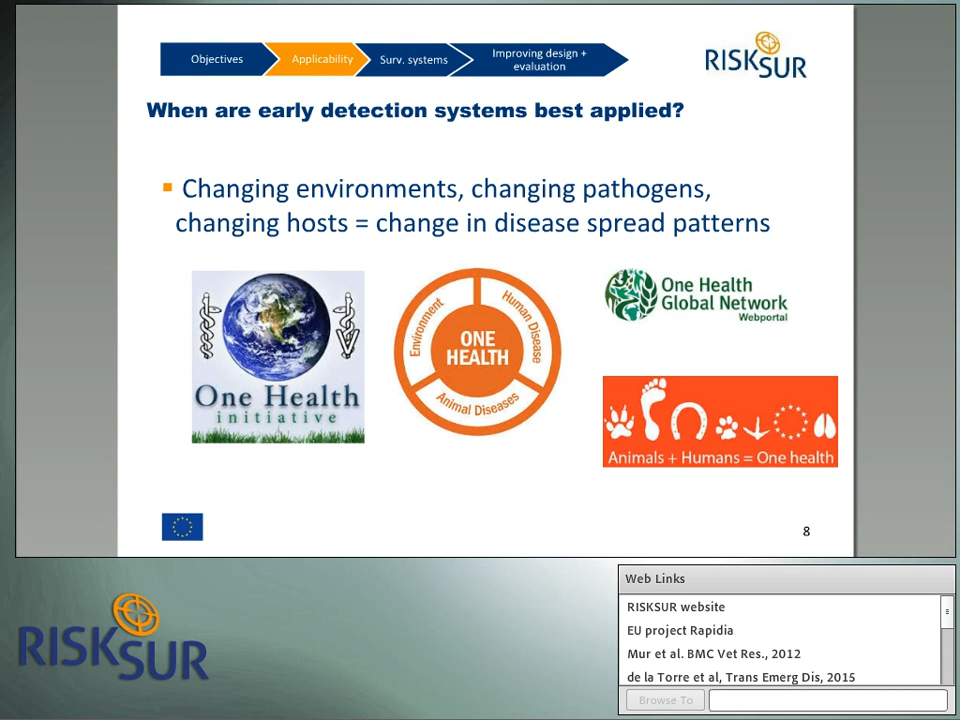 Objectives
Applicability
Surv. systems
Improving design +
evaluation
RISKSUR
When are early detection systems best applied?
Changing environments, changing pathogens,
changing hosts = change in disease spread patterns
One Health
initiative
Environment
Human Disease
ONE
HEALTH
Animal Diseases
One Health
Global Network
Webportal
Animals + Humans = One health
8
RISKSUR
Web Links
RISKSUR website
EU project Rapidia
Mur et al. BMC Vet Res., 2012
de la Torre et al, Trans Emerg Dis, 2015
Browse To